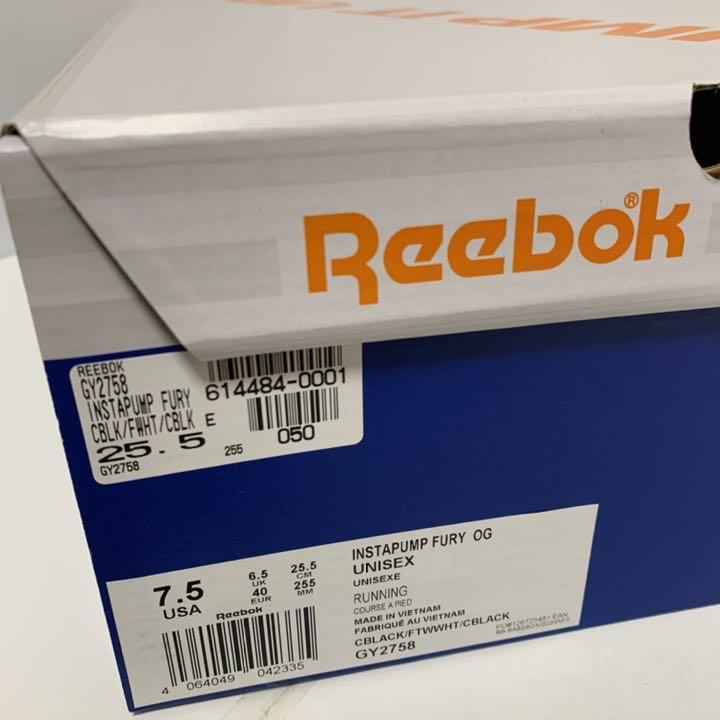 Reebok®
REEBOK
GY2758
INSTAPUMP FURY
614484-0001
CBLK/FWHT/CBLK E
25.5
255
050
GY2758
7.5
USA
6.5
UK
40
EUR
25.5
CM
255
MM
Reebok
4 064049 042335
INSTAPUMP FURY OG
UNISEX
UNISEXE
RUNNING
COURSE A PIED
MADE IN VIETNAM
FABRIQUÉ AU VIETNAM
CBLACK/FTWWHT/CBLACK
GY2758